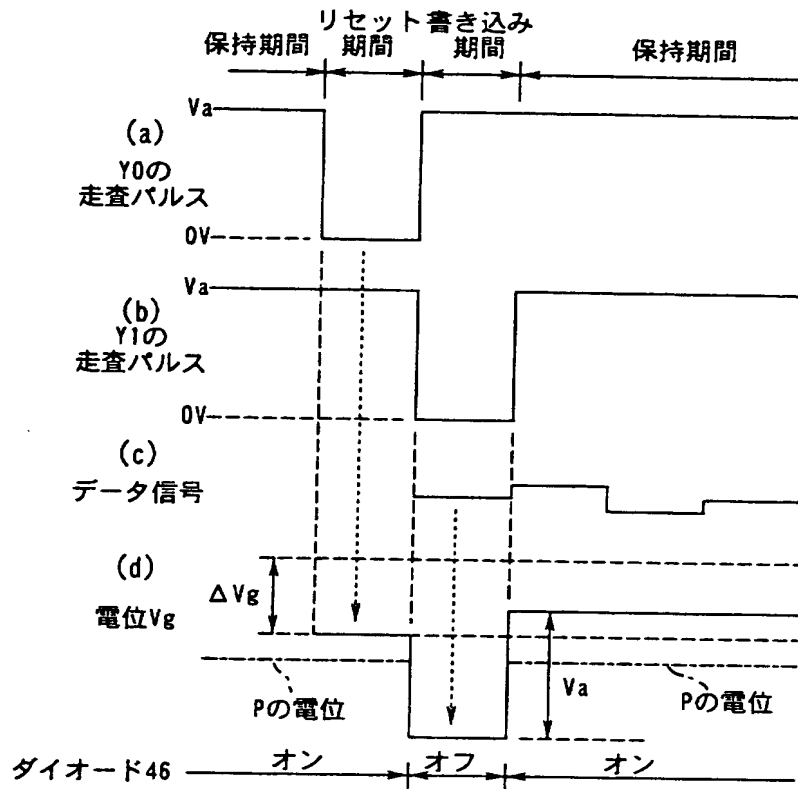 リセット 書き込み
保持期間 期間 期間 保持期間
Va
(a)
Y0の
走査パルス
0V
Va
(b)
Y1の
走査パルス
0V
(c)
データ信号
(d)
ΔVg
電位Vg
Va
Pの電位
Pの電位
ダイオード46 オン オフ オン